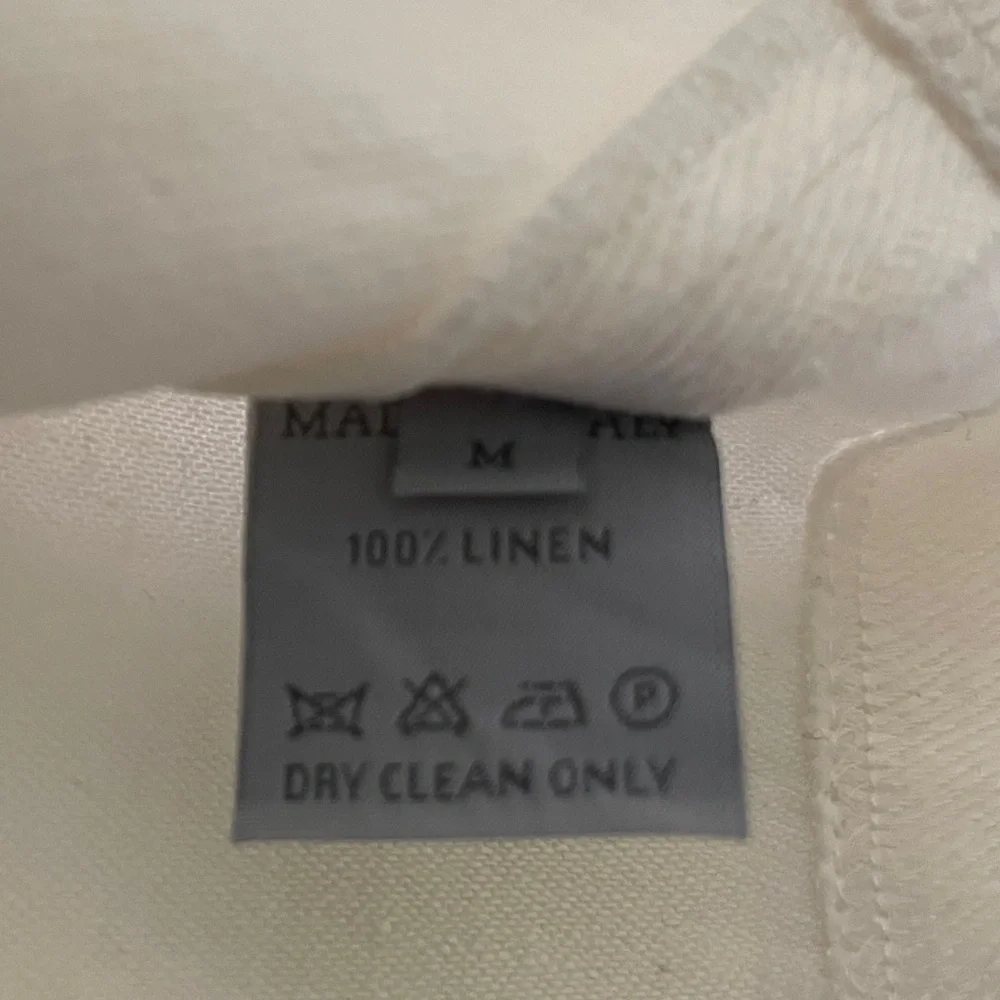 M
100% LINEN
P
DRY CLEAN ONLY